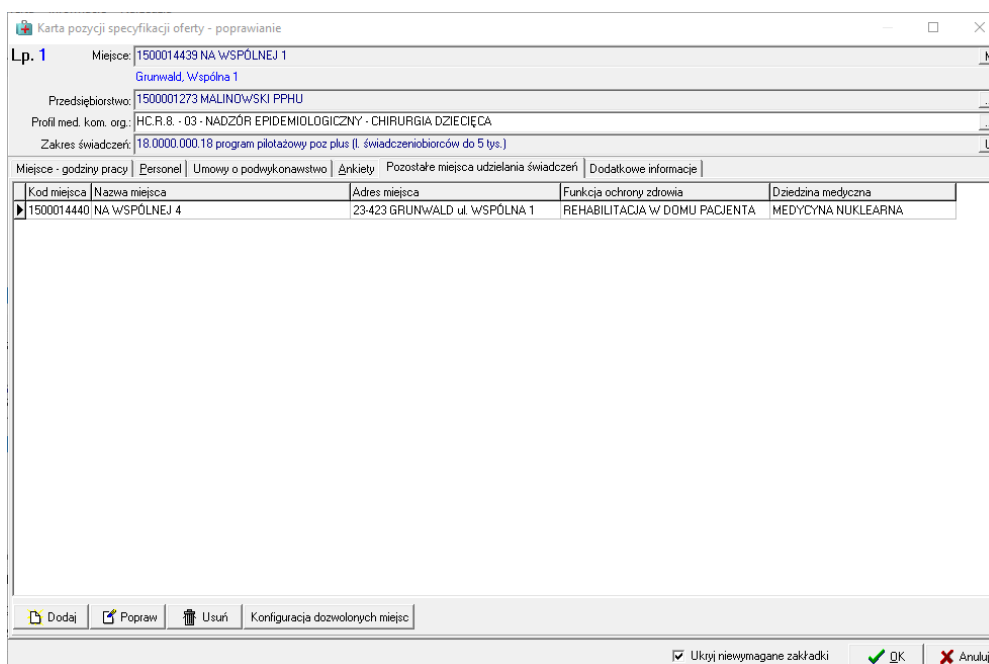 Karta pozycji specyfikacji oferty - poprawianie
Lp. 1 Miejsce: 1500014439 NA WSPÓLNEJ 1
Grunwald, Wspólna 1
Przedsiębiorstwo: 1500001273 MALINOWSKI PPHU
Profil med. kom. org.: HC.R.8. - 03 - NADZÓR EPIDEMIOLOGICZNY - CHIRURGIA DZIECIĘCA
Zakres świadczeń: 18.0000.000.18 program pilotażowy poz plus (l. świadczeniobiorców do 5 tys.)
Miejsce - godziny pracy Personel Umowy o podwykonawstwo Ankiety Pozostałe miejsca udzielania świadczeń Dodatkowe informacje
Kod miejsca Nazwa miejsca Adres miejsca Funkcja ochrony zdrowia Dziedzina medyczna
1500014440 NA WSPÓLNEJ 4 23-423 GRUNWALD ul. WSPÓLNA 1 REHABILITACJA W DOMU PACJENTA MEDYCYNA NUKLEARNA
Dodaj Popraw Usuń Konfiguracja dozwolonych miejsc
Ukryj niewymagane zakładki OK Anuluj